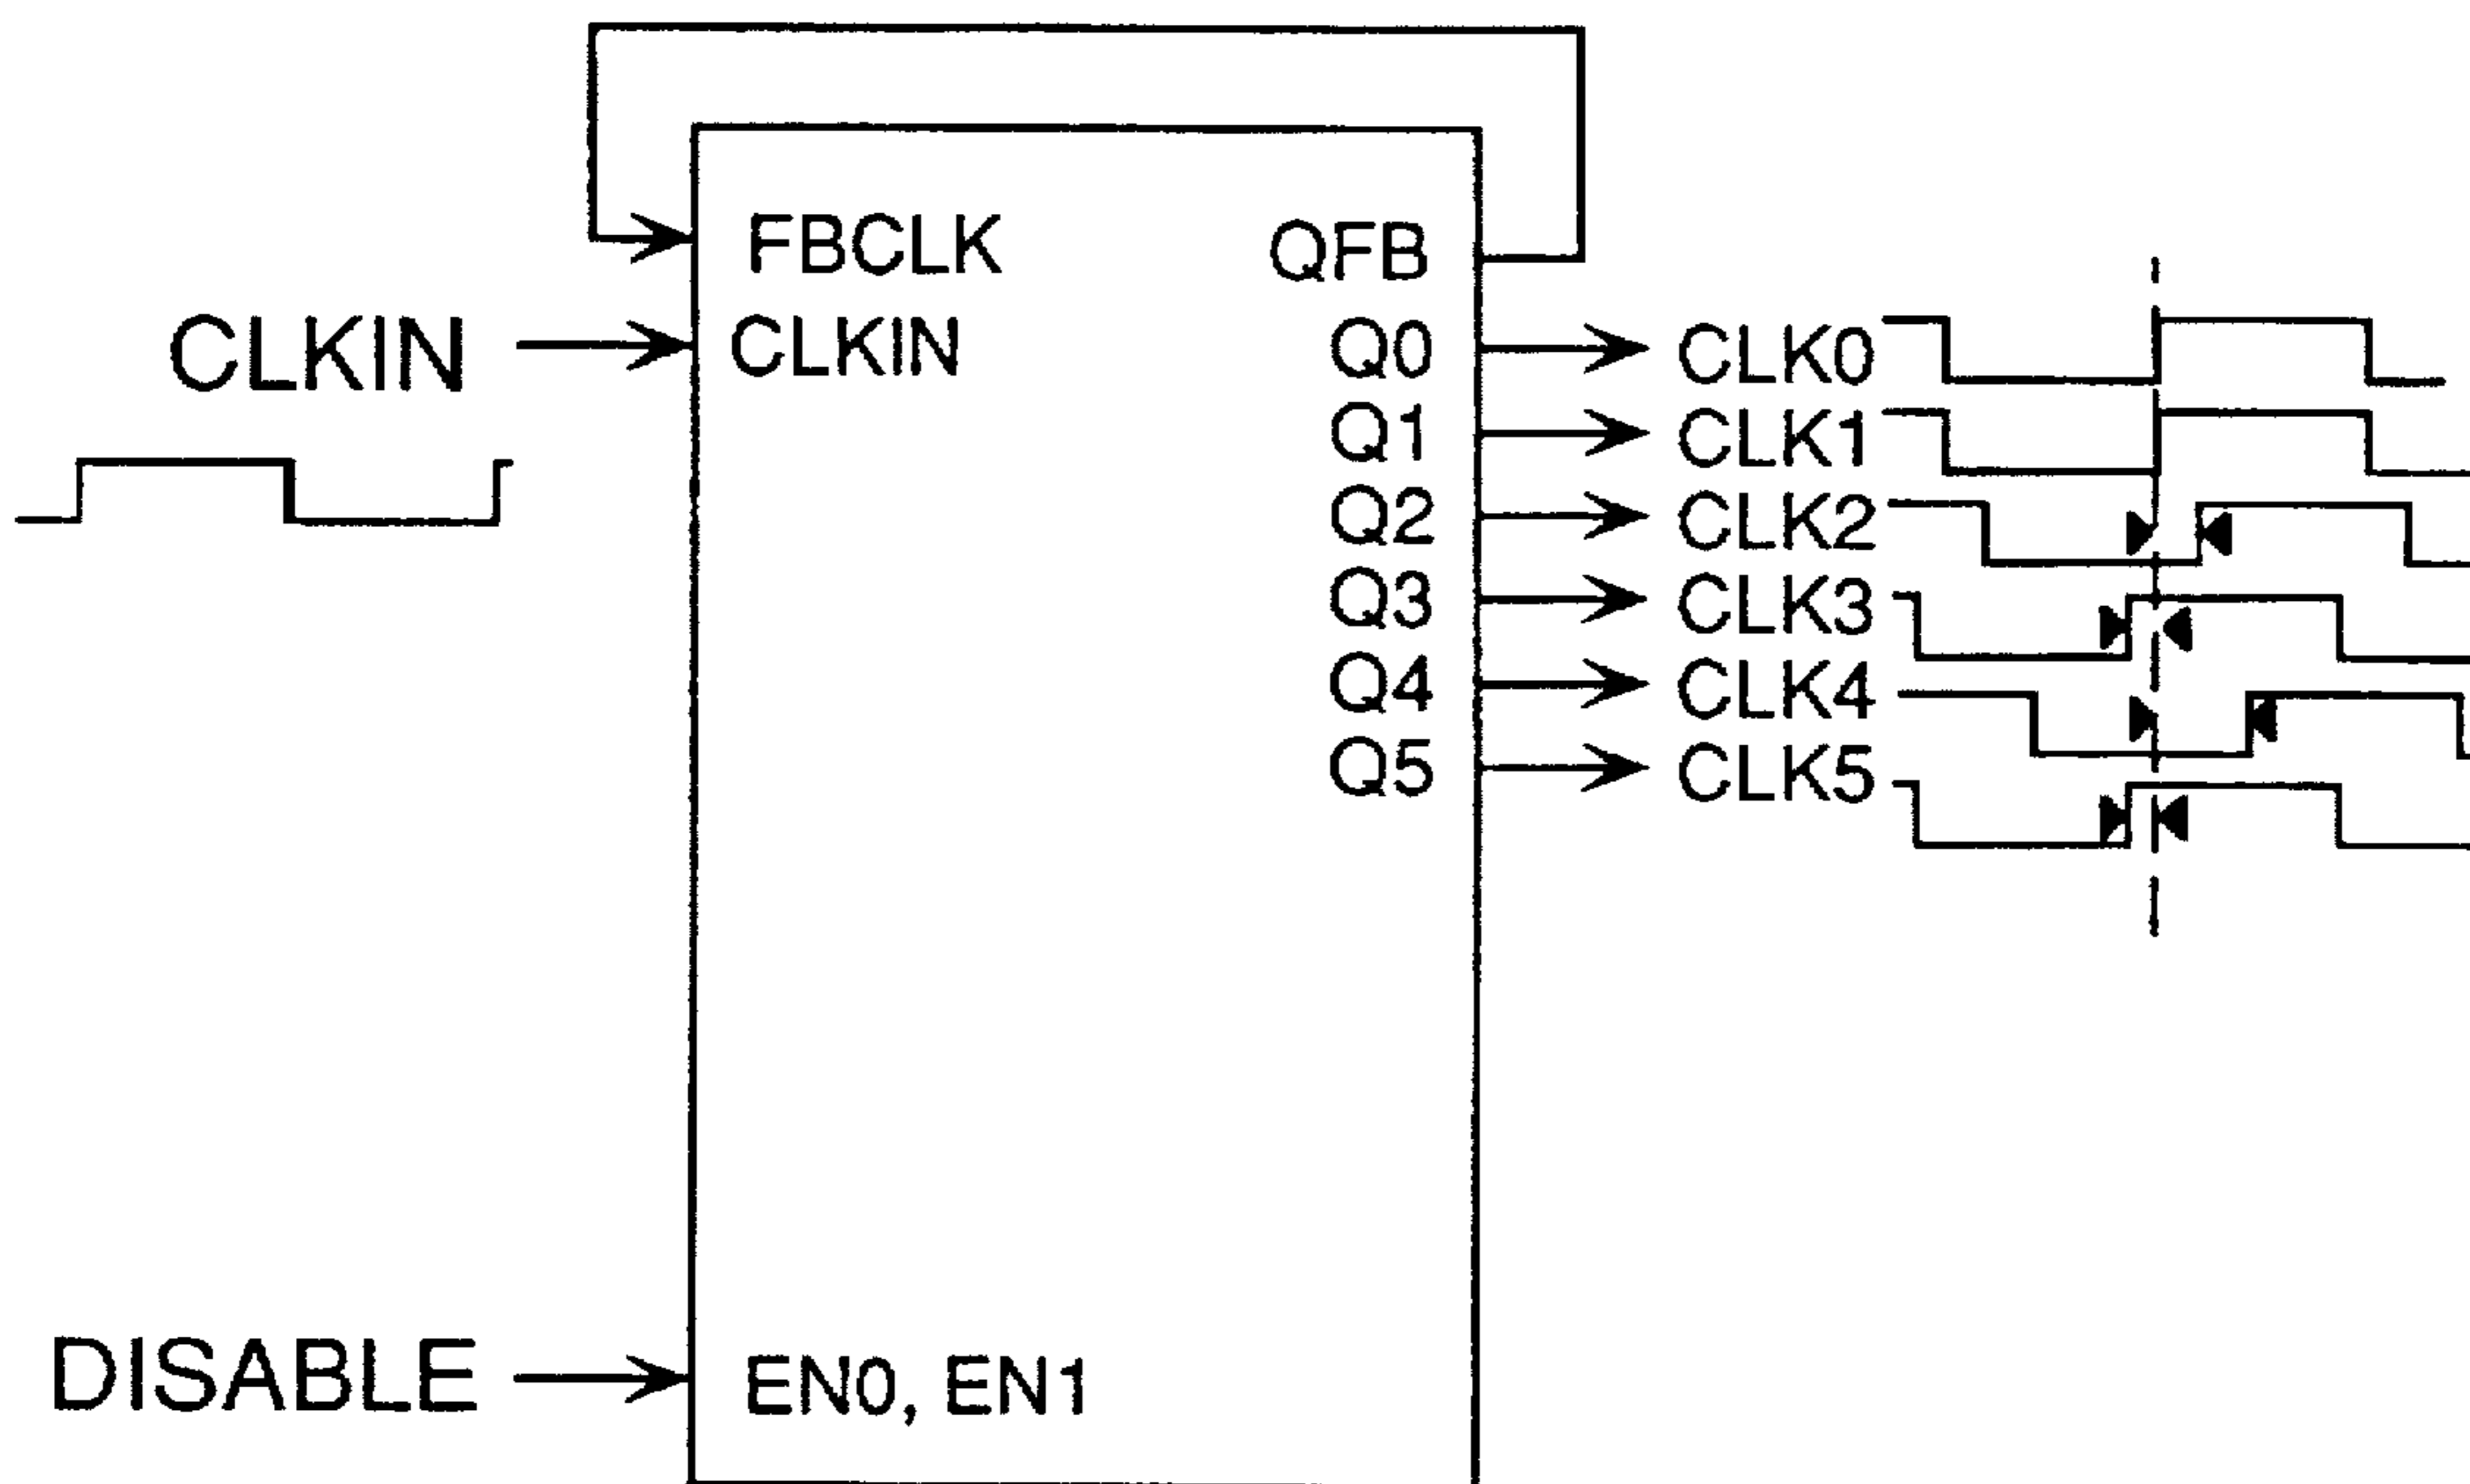 FBCLK QFB
CLKIN CLKIN Q0 CLK0
Q1 CLK1
Q2 CLK2
Q3 CLK3
Q4 CLK4
Q5 CLK5
DISABLE EN0, EN1